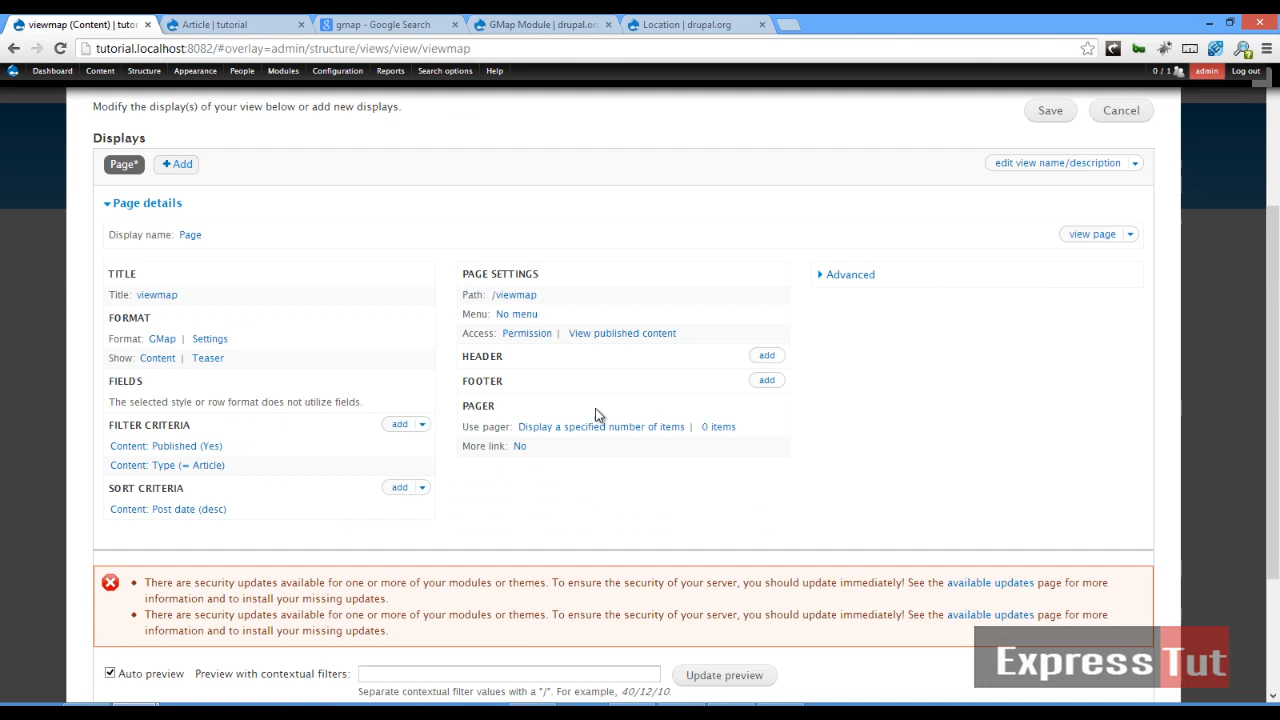 viewmap (Content) | tutor
Article | tutorial
gmap - Google Search
GMap Module | drupal.org
Location | drupal.org
tutorial.localhost:8082/#overlay=admin/structure/views/view/viewmap
Dashboard Content Structure Appearance People Modules Configuration Reports Search options Help 0 / 1 admin Log out
Modify the display(s) of your view below or add new displays.
Save Cancel
Displays
Page* + Add edit view name/description
Page details
Display name: Page view page
TITLE
Title: viewmap
FORMAT
Format: GMap | Settings
Show: Content | Teaser
FIELDS
The selected style or row format does not utilize fields.
FILTER CRITERIA add
Content: Published (Yes)
Content: Type (= Article)
SORT CRITERIA add
Content: Post date (desc)
PAGE SETTINGS
Path: /viewmap
Menu: No menu
Access: Permission | View published content
HEADER add
FOOTER add
PAGER
Use pager: Display a specified number of items | 0 items
More link: No
Advanced
There are security updates available for one or more of your modules or themes. To ensure the security of your server, you should update immediately! See the available updates page for more
information and to install your missing updates.
There are security updates available for one or more of your modules or themes. To ensure the security of your server, you should update immediately! See the available updates page for more
information and to install your missing updates.
Auto preview Preview with contextual filters: Update preview
Separate contextual filter values with a "/". For example, 40/12/10.
Express Tut